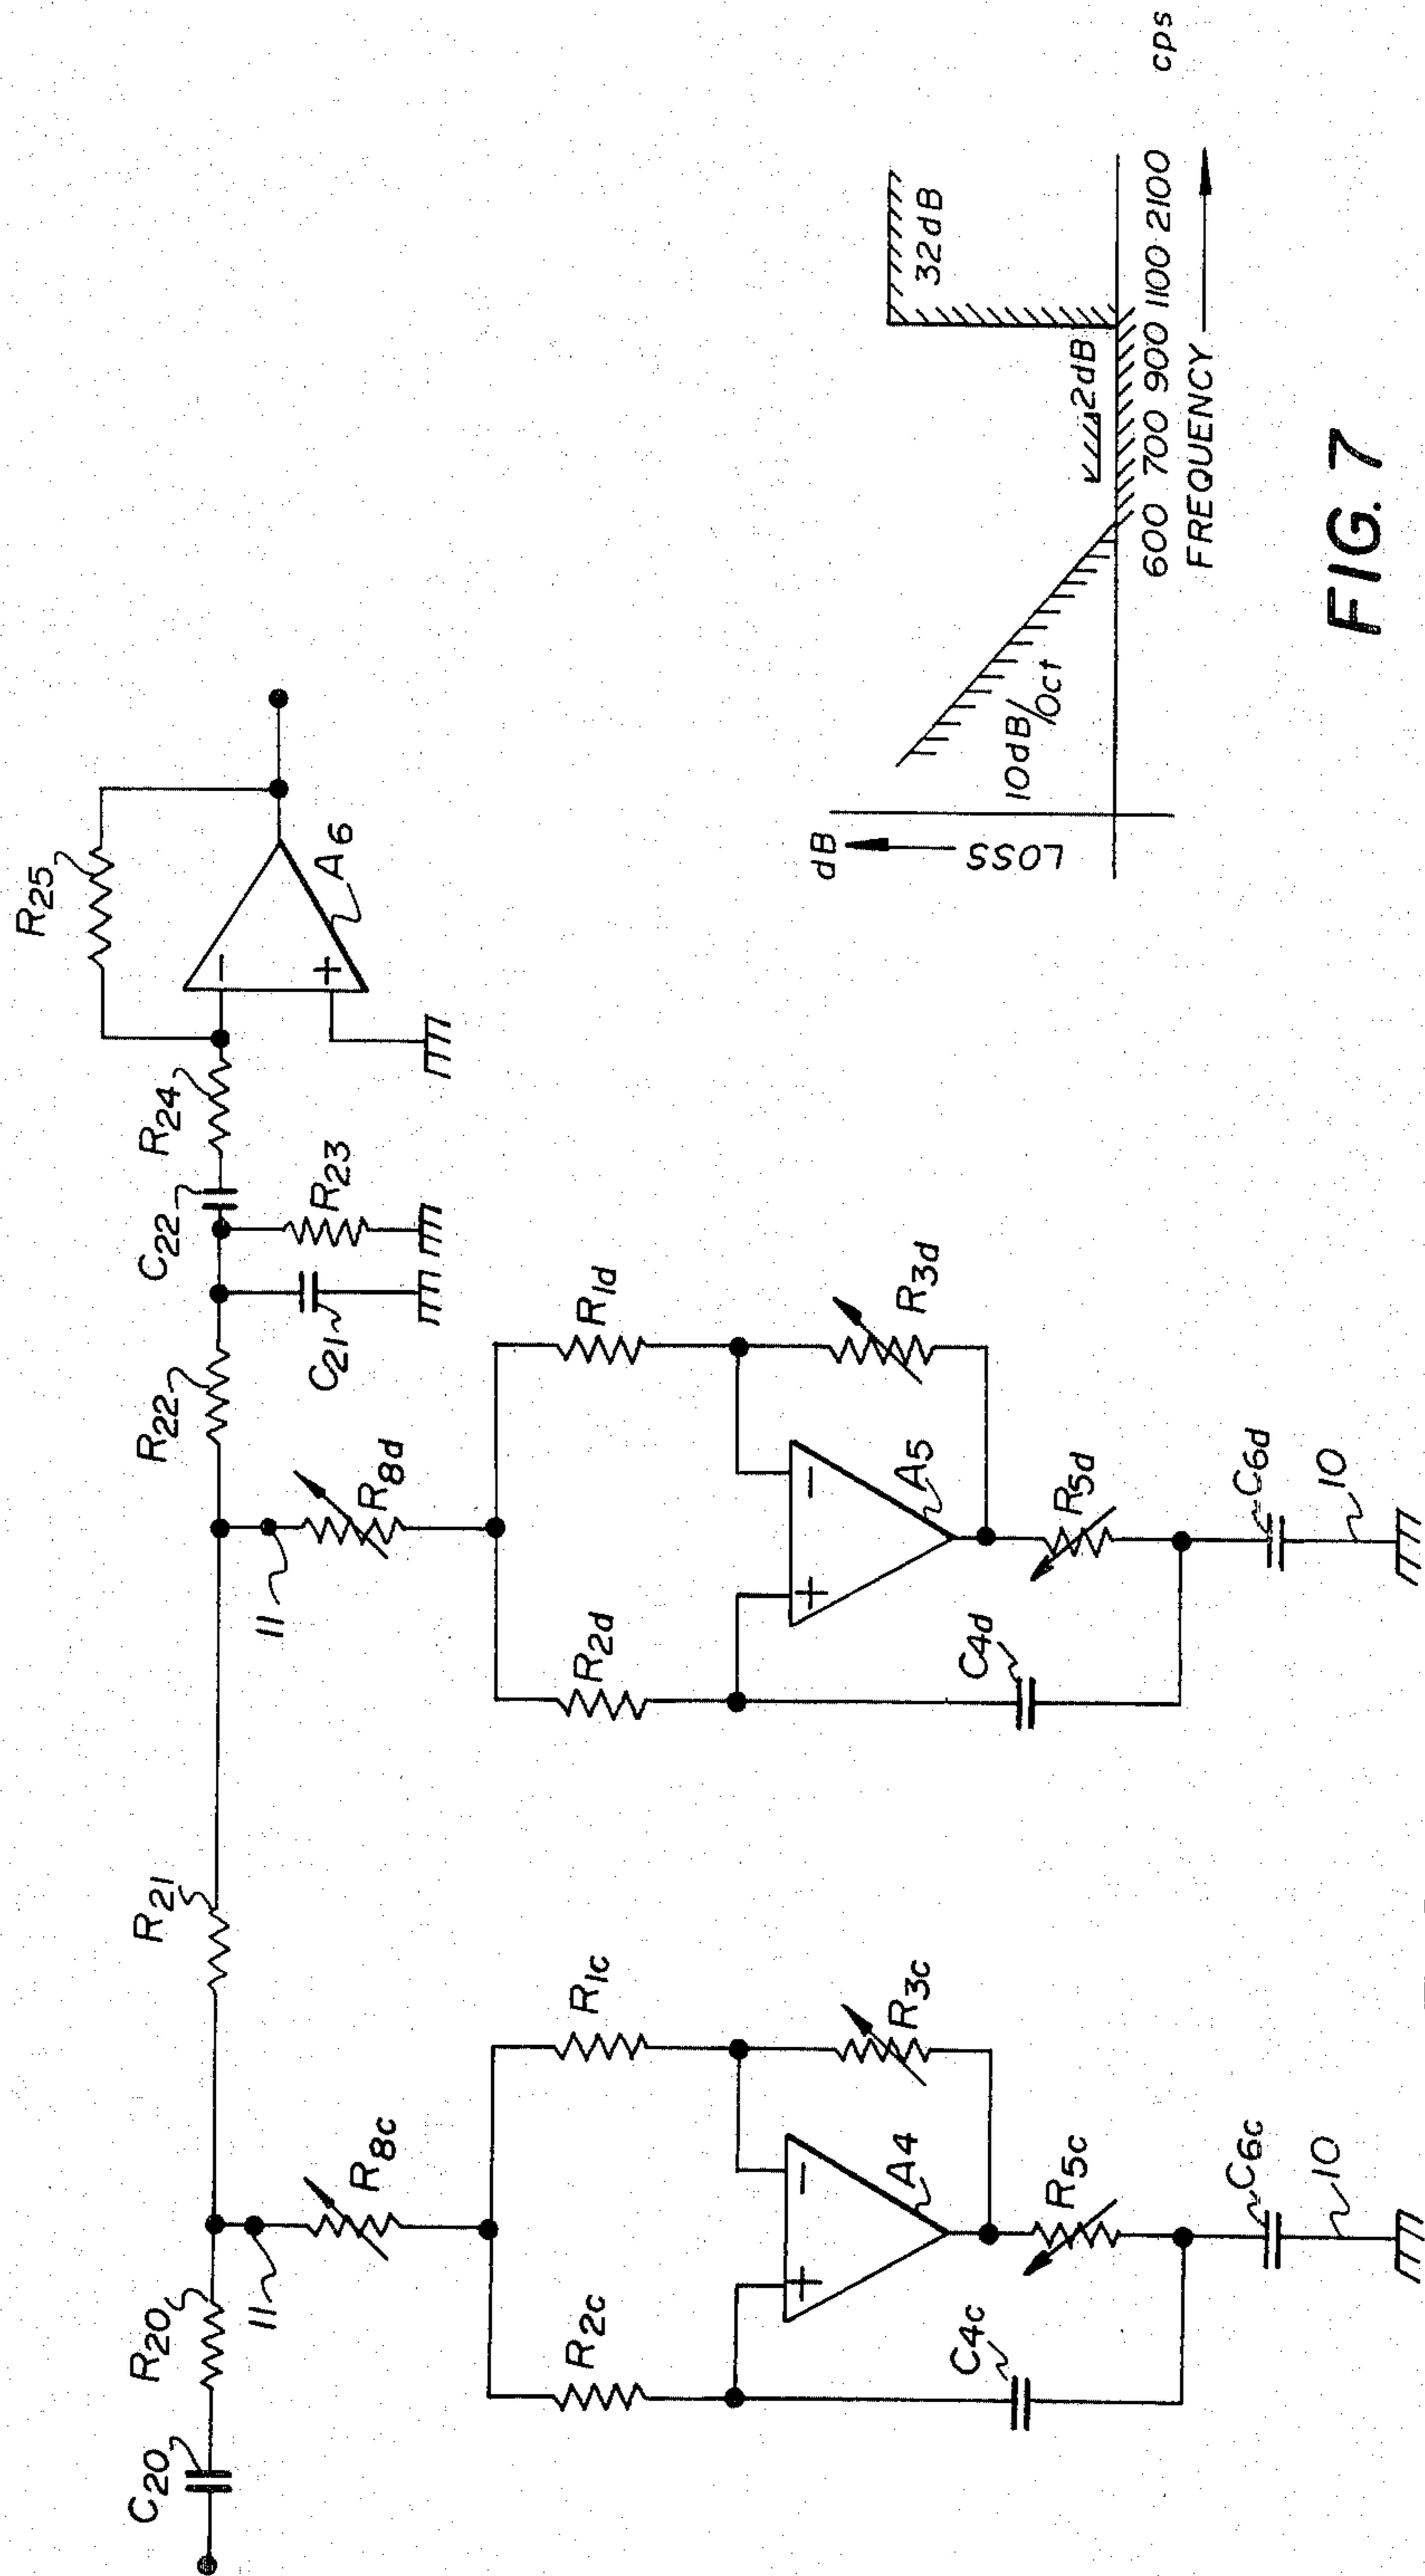 C20
R20
R21
R22
C22
R24
R25
A6
C21
R23
11
R8c
R2c
R1c
A4
+
−
R3c
C4c
R5c
C6c
10
11
R8d
R2d
R1d
A5
+
−
R3d
C4d
R5d
C6d
10
−
+
dB
LOSS
10dB/Oct
2dB
32dB
600 700 900 1100 2100 cps
FREQUENCY
FIG. 7